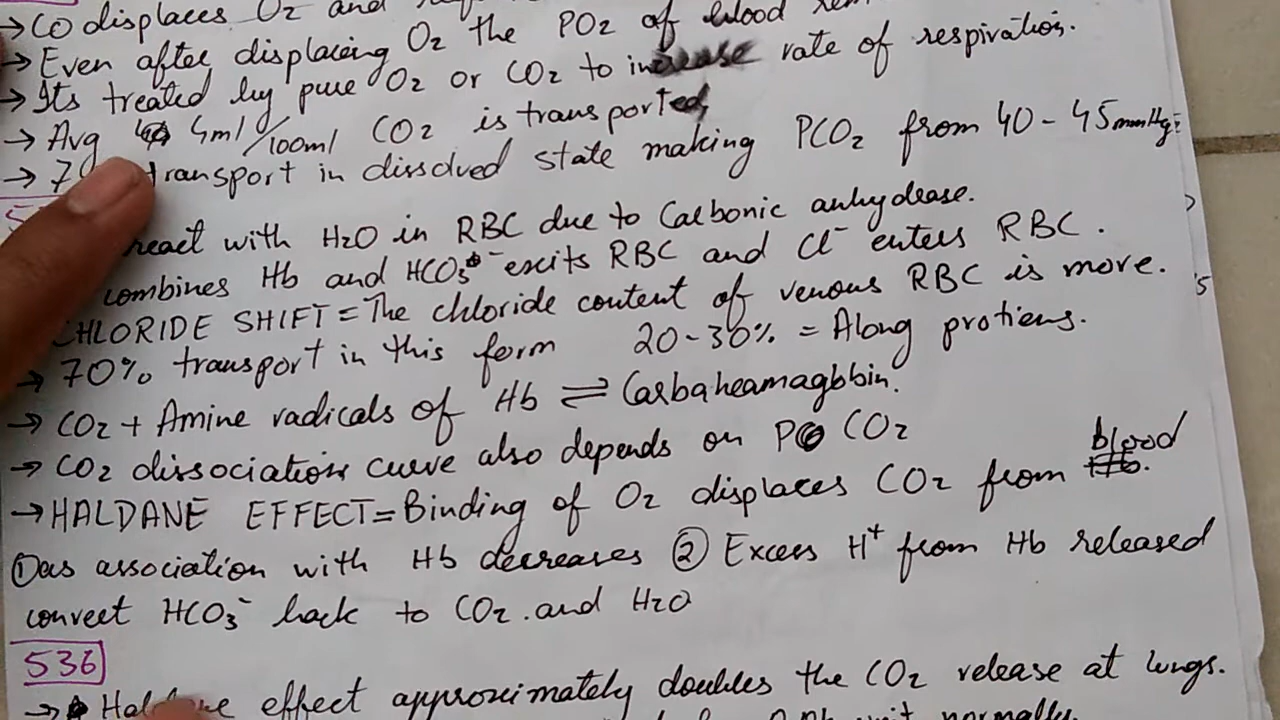 → CO displaces O2 and
→ Even after displacing O2 the PO2 of blood
→ Its treated by pure O2 or CO2 to increase rate of respiration.
→ Avg 4ml/100ml CO2 is transported
→ 7 transport in dissolved state making PCO2 from 40-45mmHg
react with H2O in RBC due to Carbonic anhydrease.
combines Hb and HCO3- exits RBC and Cl- enters RBC.
CHLORIDE SHIFT = The chloride content of venous RBC is more.
→ 70% transport in this form 20-30% = Along protiens.
→ CO2 + Amine radicals of Hb ⇌ Carbaheamagbbin.
→ CO2 dissociation curve also depends on P CO2
→ HALDANE EFFECT = Binding of O2 displaces CO2 from blood
① association with Hb decreases ② Excess H+ from Hb released
convert HCO3- back to CO2 and H2O
536
→ effect approximately doubles the CO2 release at lungs.
normally